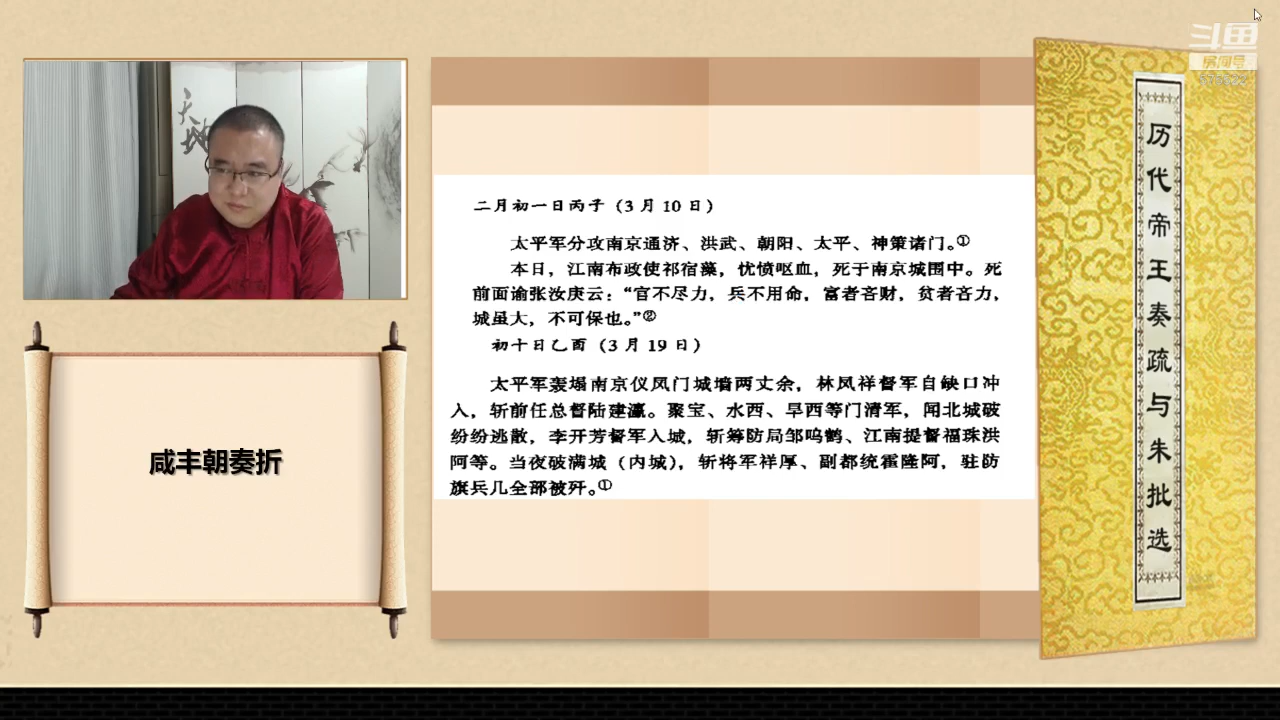 斗鱼
房间号
天地
二月初一日丙子（3月10日）
太平军分攻南京通济、洪武、朝阳、太平、神策诸门。①
本日，江南布政使祁宿藻，忧愤呕血，死于南京城围中。死
前面谕张汝庚云：“官不尽力，兵不用命，富者吝财，贫者吝力，
城虽大，不可保也。”②
初十日乙酉（3月19日）
太平军轰塌南京仪凤门城墙两丈余，林凤祥督军自缺口冲
入，斩前任总督陆建瀛。聚宝、水西、旱西等门清军，闻北城破
纷纷逃散，李开芳督军入城，斩筹防局邹鸣鹤、江南提督福珠洪
阿等。当夜破满城（内城），斩将军祥厚、副都统霍隆阿，驻防
旗兵几全部被歼。①
咸丰朝奏折
历代帝王奏疏与朱批选